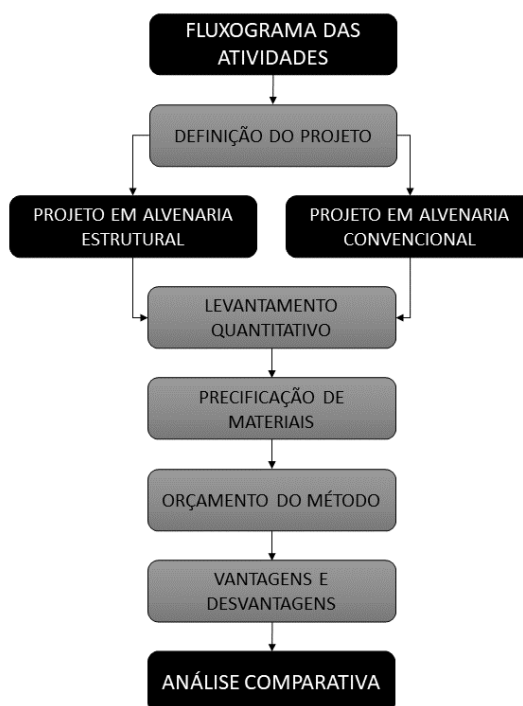 FLUXOGRAMA DAS
ATIVIDADES
DEFINIÇÃO DO PROJETO
PROJETO EM ALVENARIA
ESTRUTURAL
PROJETO EM ALVENARIA
CONVENCIONAL
LEVANTAMENTO
QUANTITATIVO
PRECIFICAÇÃO DE
MATERIAIS
ORÇAMENTO DO MÉTODO
VANTAGENS E
DESVANTAGENS
ANÁLISE COMPARATIVA